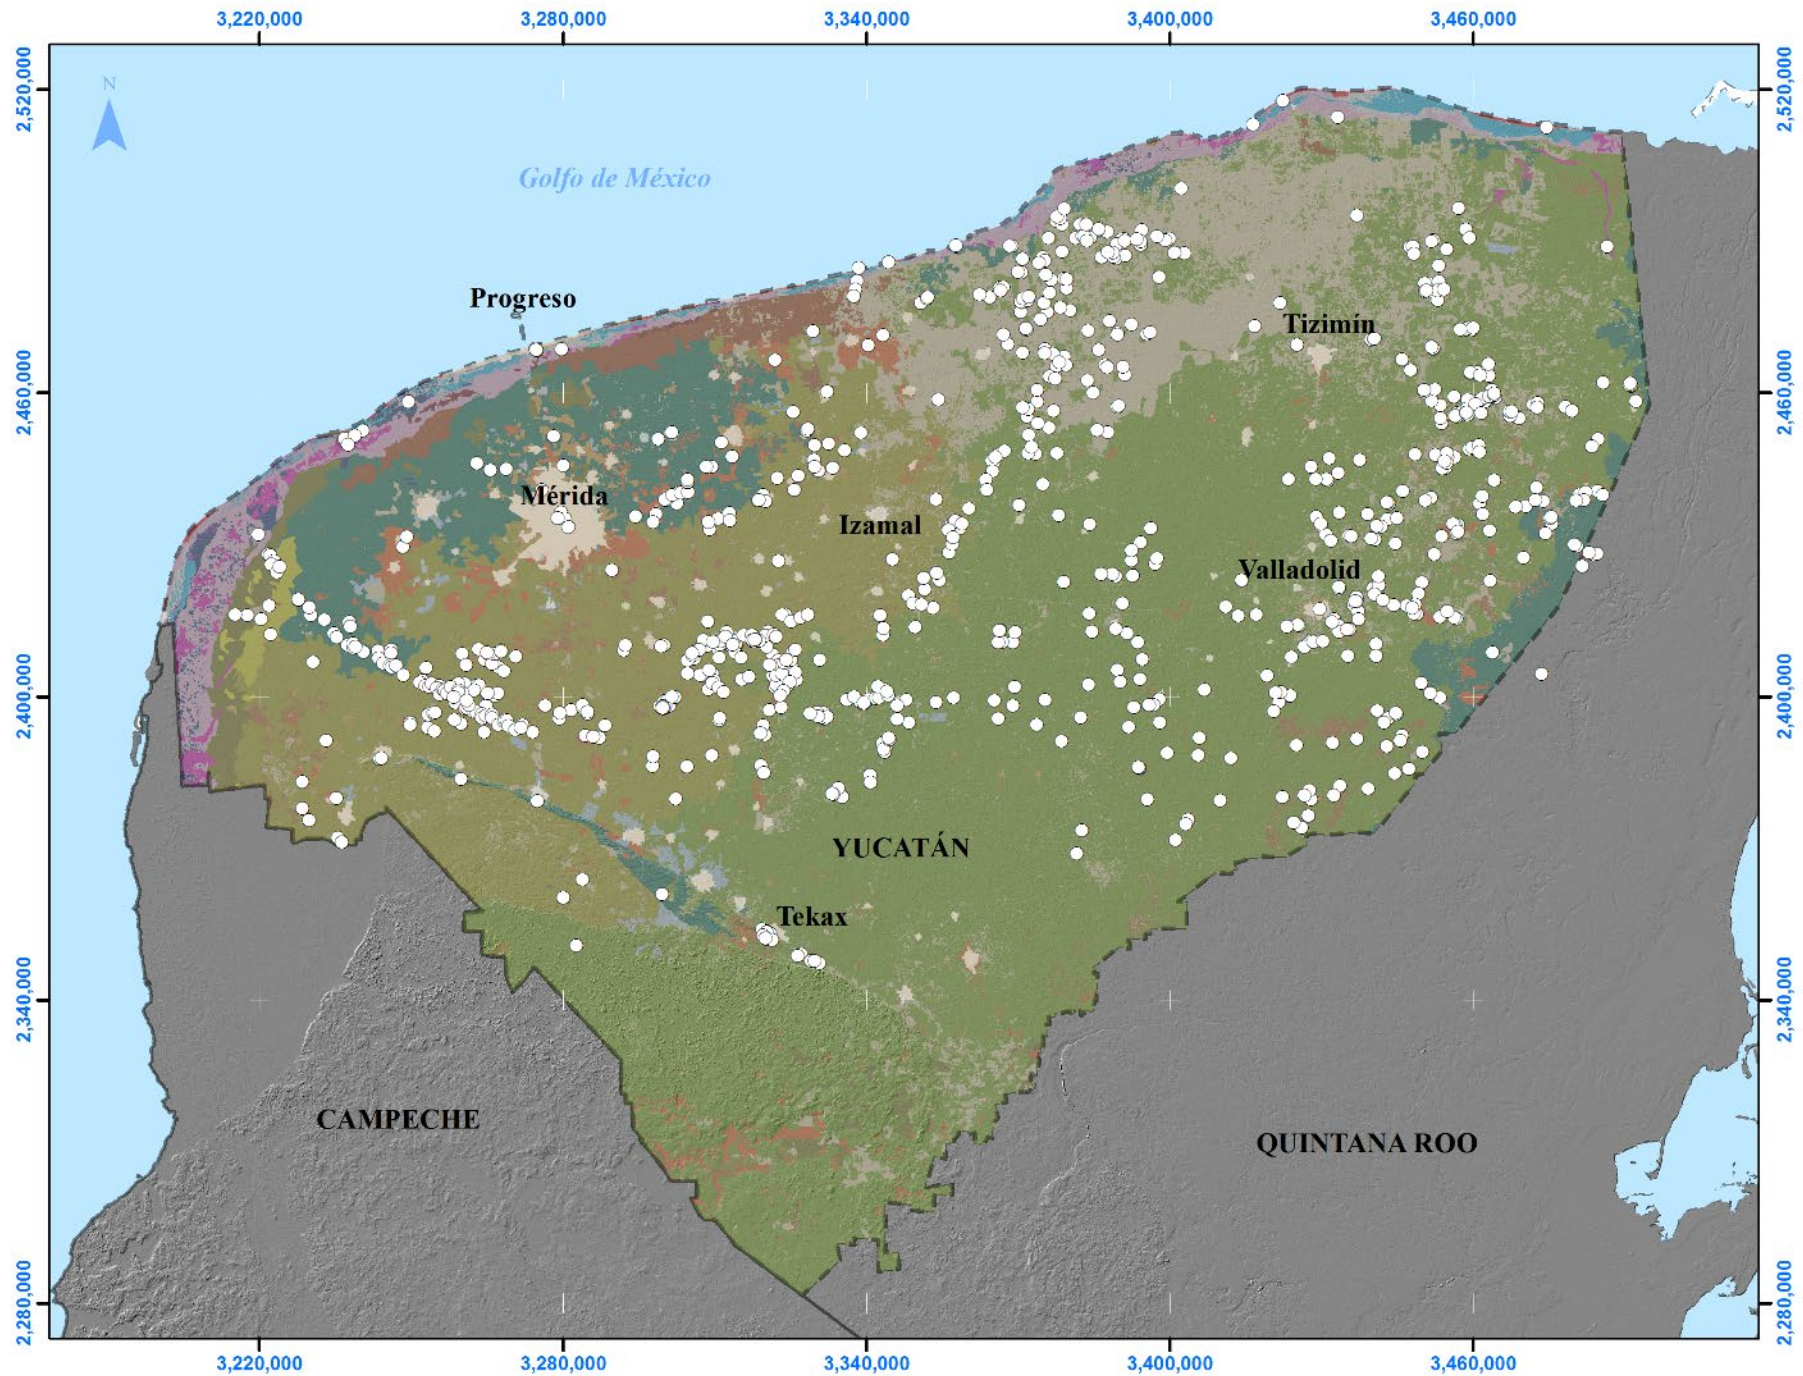 3,220,000 3,280,000 3,340,000 3,400,000 3,460,000
2,520,000 2,520,000
N
Golfo de México
Progreso
Tizimín
2,460,000 2,460,000
Mérida
Izamal
Valladolid
2,400,000 2,400,000
YUCATÁN
Tekax
2,340,000 2,340,000
CAMPECHE
QUINTANA ROO
2,280,000 2,280,000
3,220,000 3,280,000 3,340,000 3,400,000 3,460,000